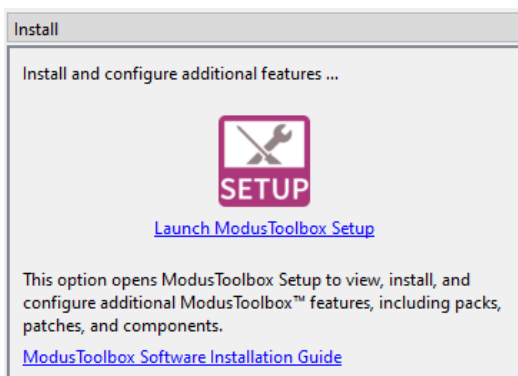 Install
Install and configure additional features ...
SETUP
Launch ModusToolbox Setup
This option opens ModusToolbox Setup to view, install, and
configure additional ModusToolbox™ features, including packs,
patches, and components.
ModusToolbox Software Installation Guide